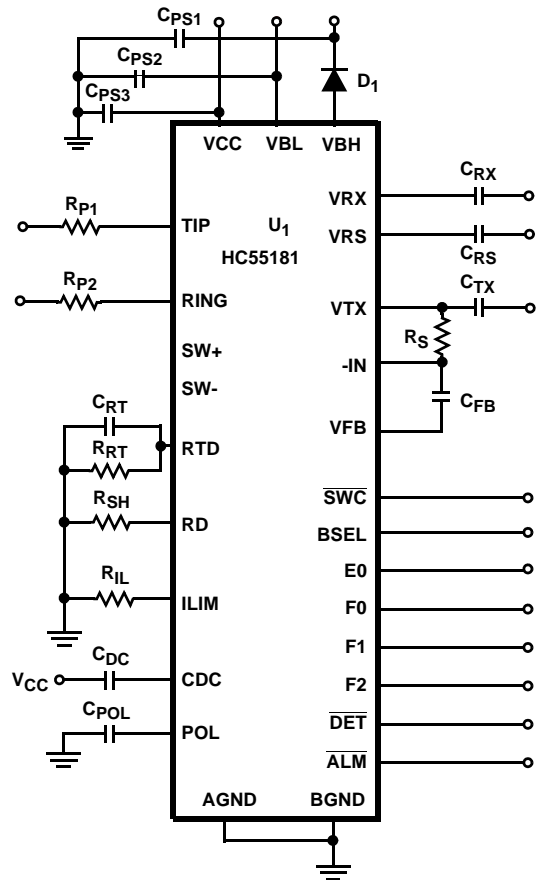 CPS1
CPS2
D1
CPS3
VCC VBL VBH
CRX
RP1
VRX
TIP
U1
VRS
HC55181
CRS
RP2
CTX
RING
VTX
RS
SW+
-IN
SW-
CRT
CFB
RTD
VFB
RRT
RSH
SWC
RD
BSEL
RIL
E0
ILIM
F0
F1
CDC
VCC
CDC
F2
CPOL
POL
DET
ALM
AGND BGND